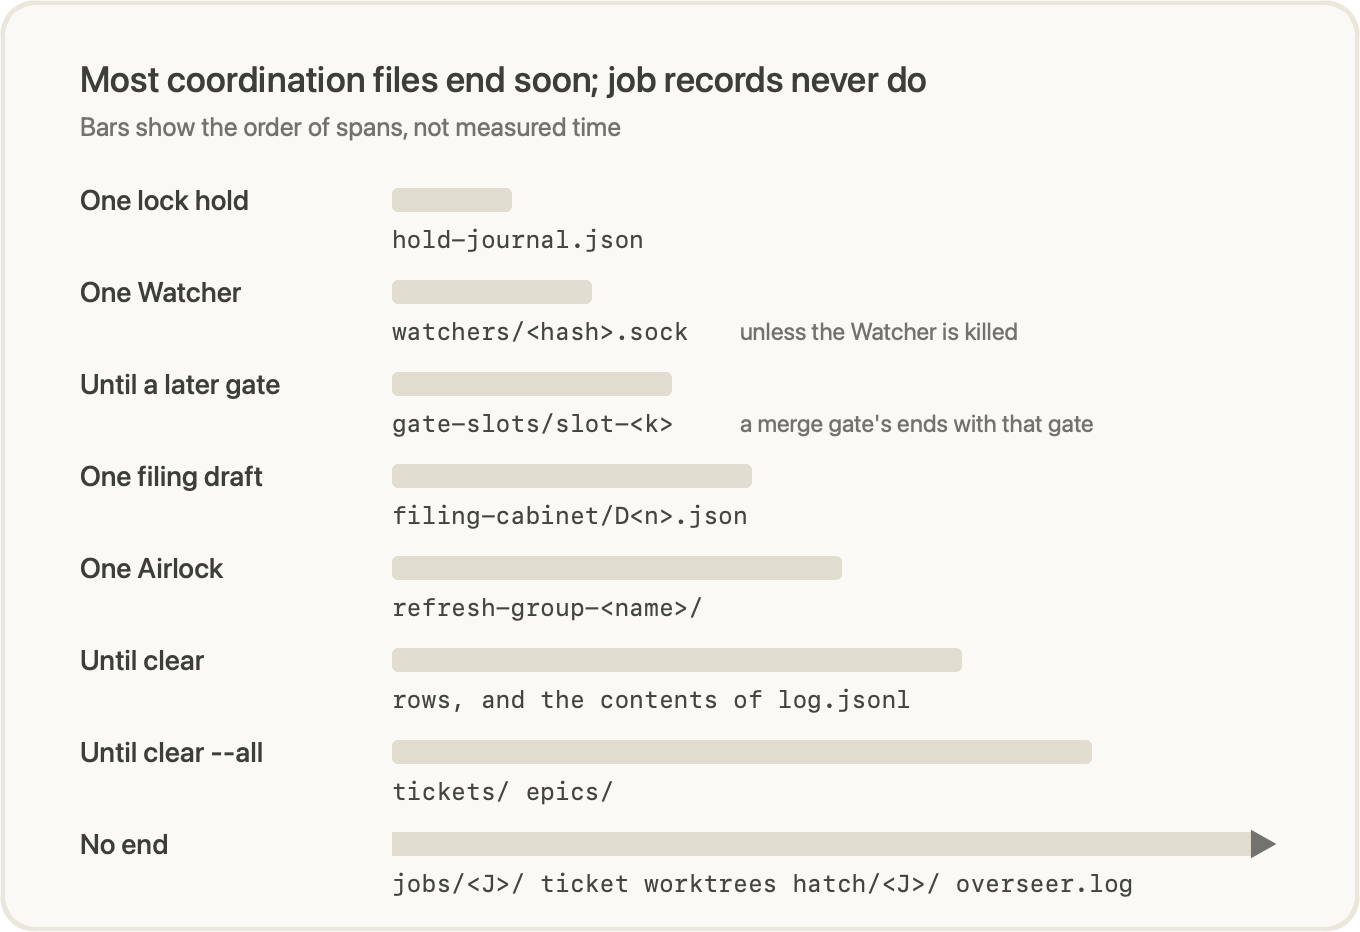 Most coordination files end soon; job records never do
Bars show the order of spans, not measured time
One lock hold
hold-journal.json
One Watcher
watchers/<hash>.sock unless the Watcher is killed
Until a later gate
gate-slots/slot-<k> a merge gate's ends with that gate
One filing draft
filing-cabinet/D<n>.json
One Airlock
refresh-group-<name>/
Until clear
rows, and the contents of log.jsonl
Until clear --all
tickets/ epics/
No end
jobs/<J>/ ticket worktrees hatch/<J>/ overseer.log